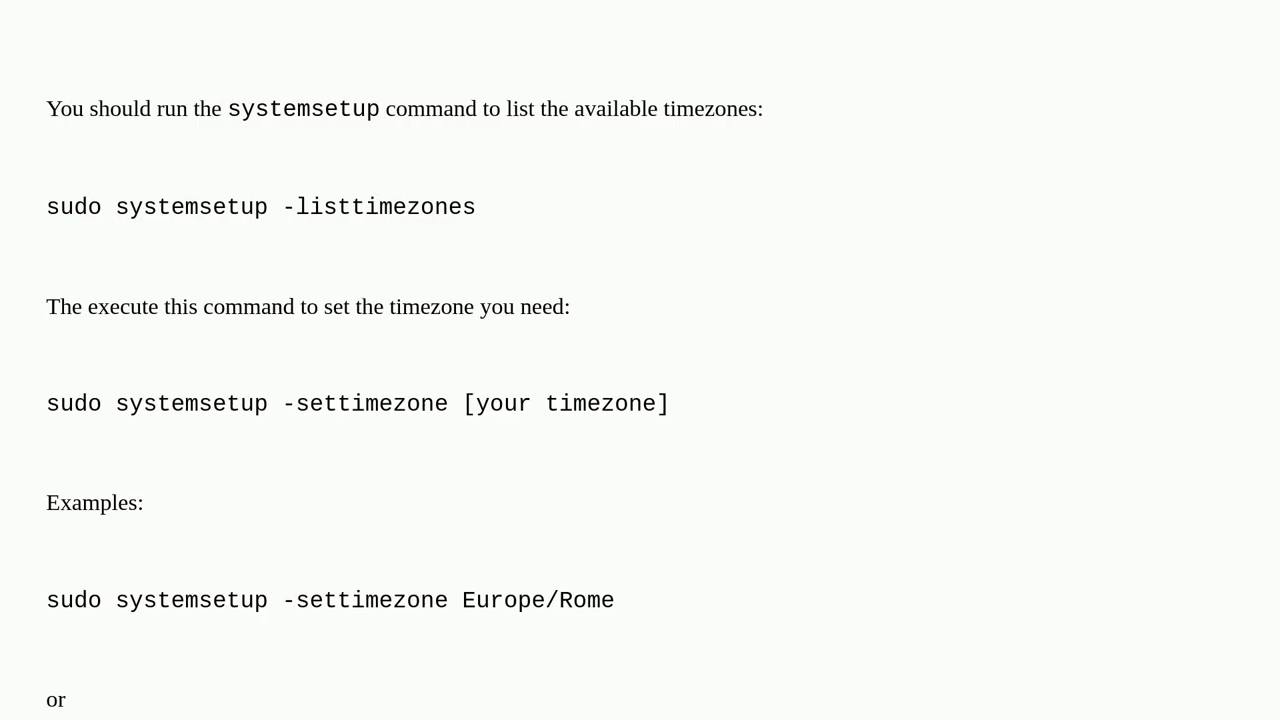 You should run the systemsetup command to list the available timezones:
sudo systemsetup -listtimezones
The execute this command to set the timezone you need:
sudo systemsetup -settimezone [your timezone]
Examples:
sudo systemsetup -settimezone Europe/Rome
or